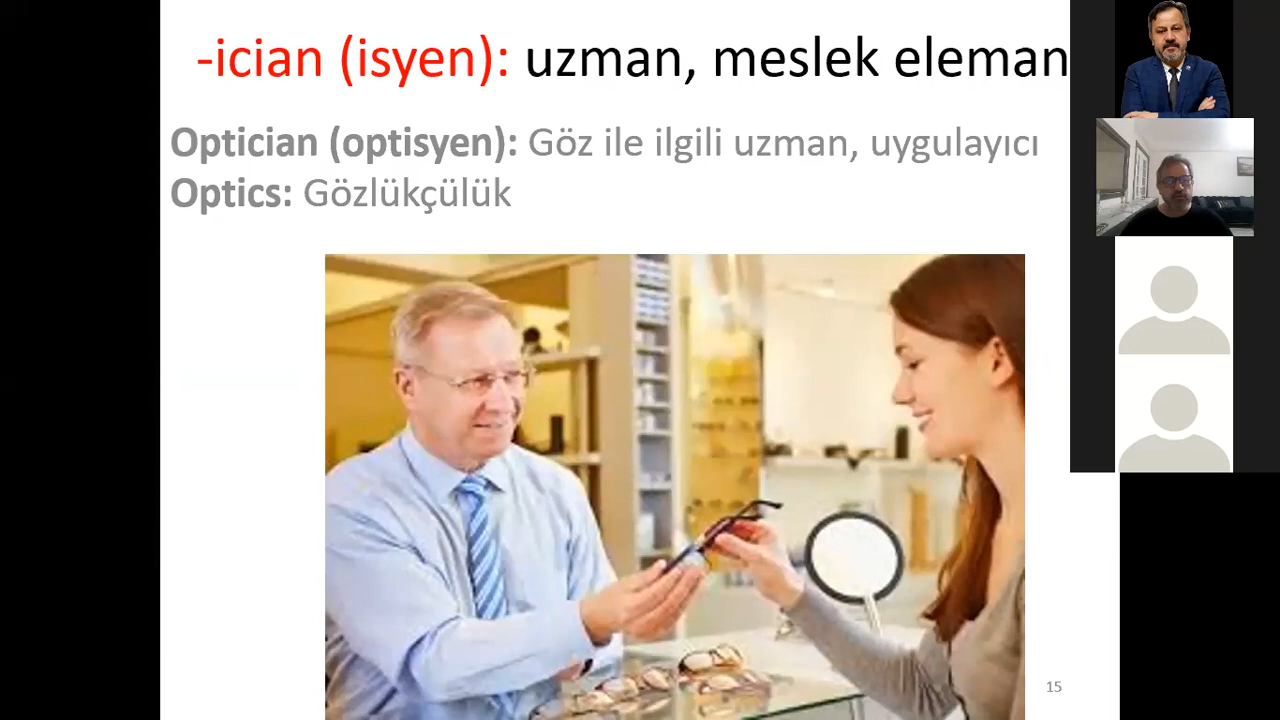 -ician (isyen): uzman, meslek eleman
Optician (optisyen): Göz ile ilgili uzman, uygulayıcı
Optics: Gözlükçülük
15